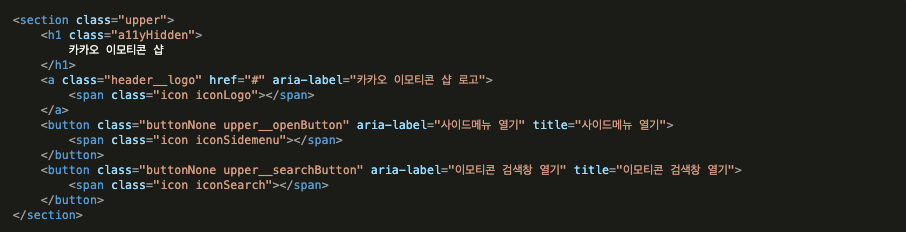 <section class="upper">
<h1 class="a11yHidden">
카카오 이모티콘 샵
</h1>
<a class="header__logo" href="#" aria-label="카카오 이모티콘 샵 로고">
<span class="icon iconLogo"></span>
</a>
<button class="buttonNone upper__openButton" aria-label="사이드메뉴 열기" title="사이드메뉴 열기">
<span class="icon iconSidemenu"></span>
</button>
<button class="buttonNone upper__searchButton" aria-label="이모티콘 검색창 열기" title="이모티콘 검색창 열기">
<span class="icon iconSearch"></span>
</button>
</section>